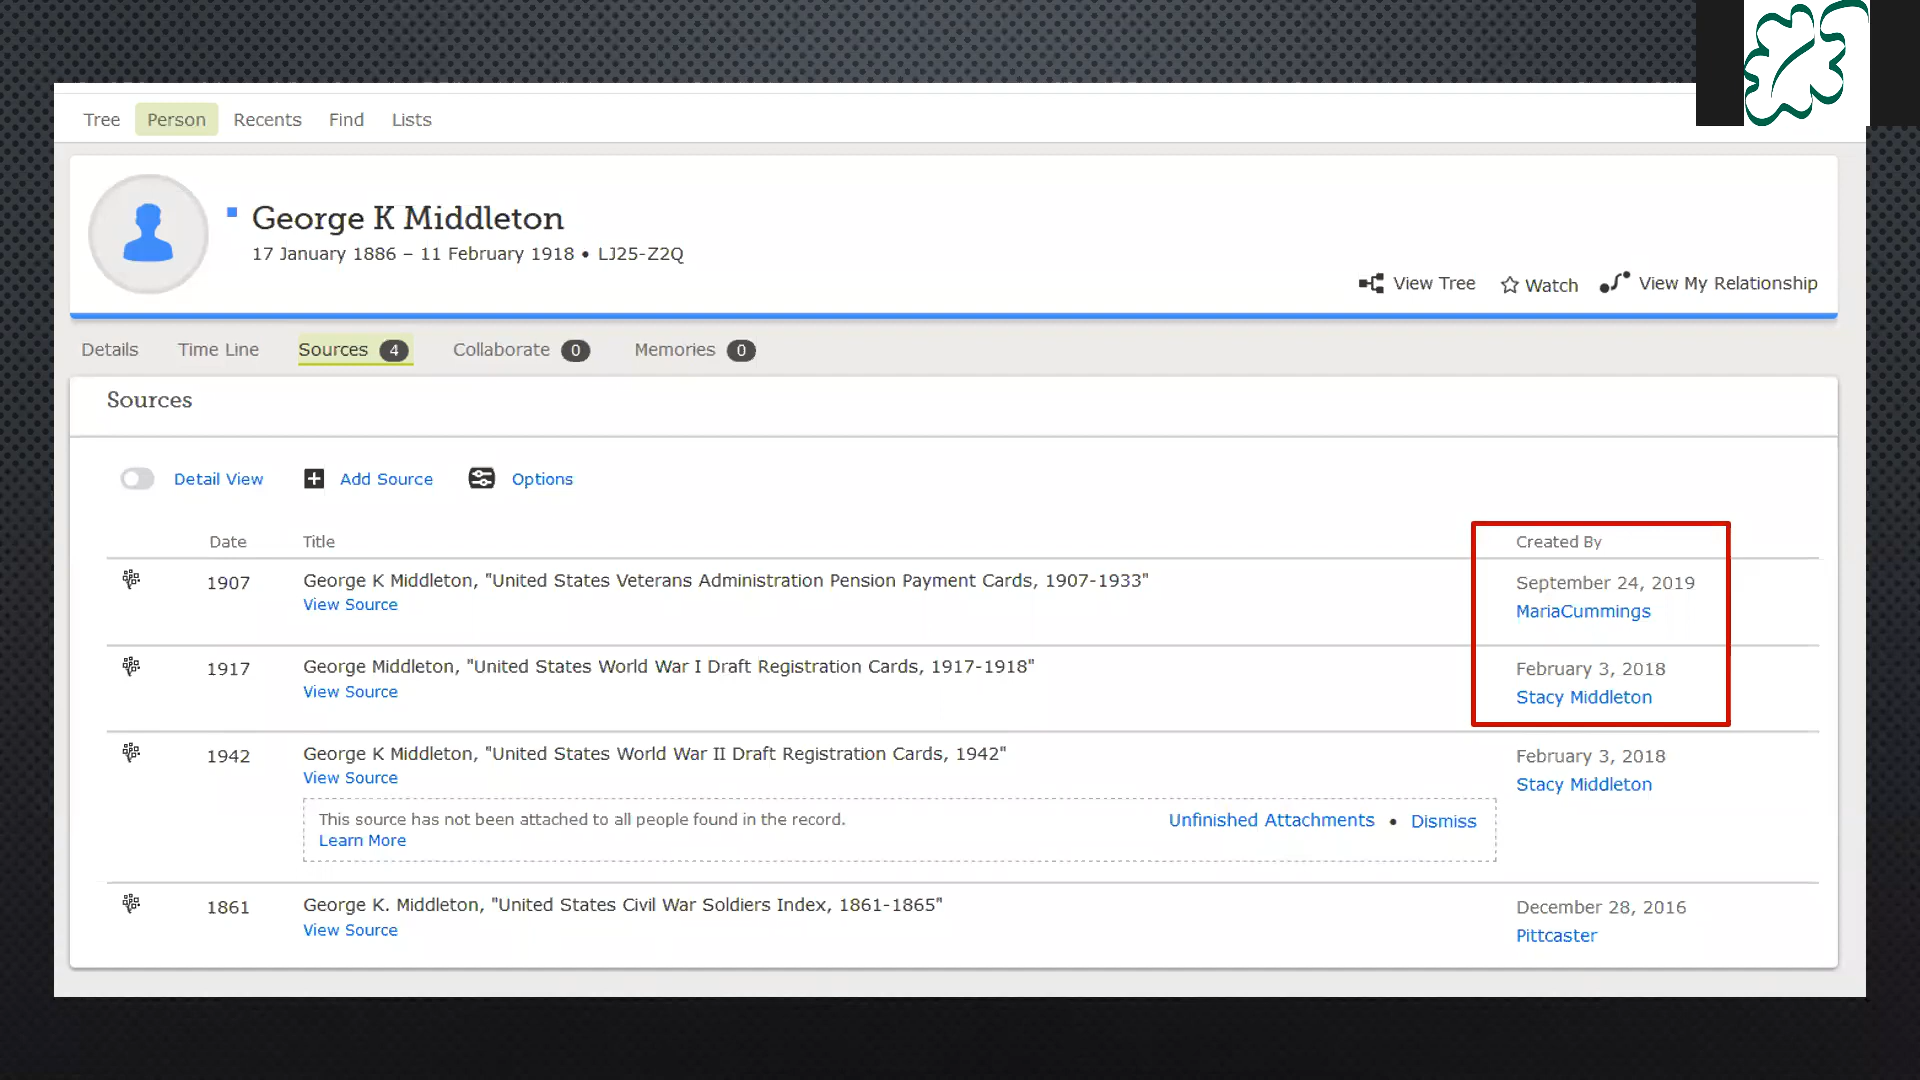 Tree Person Recents Find Lists
George K Middleton
17 January 1886 – 11 February 1918 • LJ25-Z2Q
View Tree Watch View My Relationship
Details Time Line Sources 4 Collaborate 0 Memories 0
Sources
Detail View Add Source Options
Date Title Created By
1907 George K Middleton, "United States Veterans Administration Pension Payment Cards, 1907-1933" September 24, 2019
View Source MariaCummings
1917 George Middleton, "United States World War I Draft Registration Cards, 1917-1918" February 3, 2018
View Source Stacy Middleton
1942 George K Middleton, "United States World War II Draft Registration Cards, 1942" February 3, 2018
View Source Stacy Middleton
This source has not been attached to all people found in the record. Unfinished Attachments • Dismiss
Learn More
1861 George K. Middleton, "United States Civil War Soldiers Index, 1861-1865" December 28, 2016
View Source Pittcaster